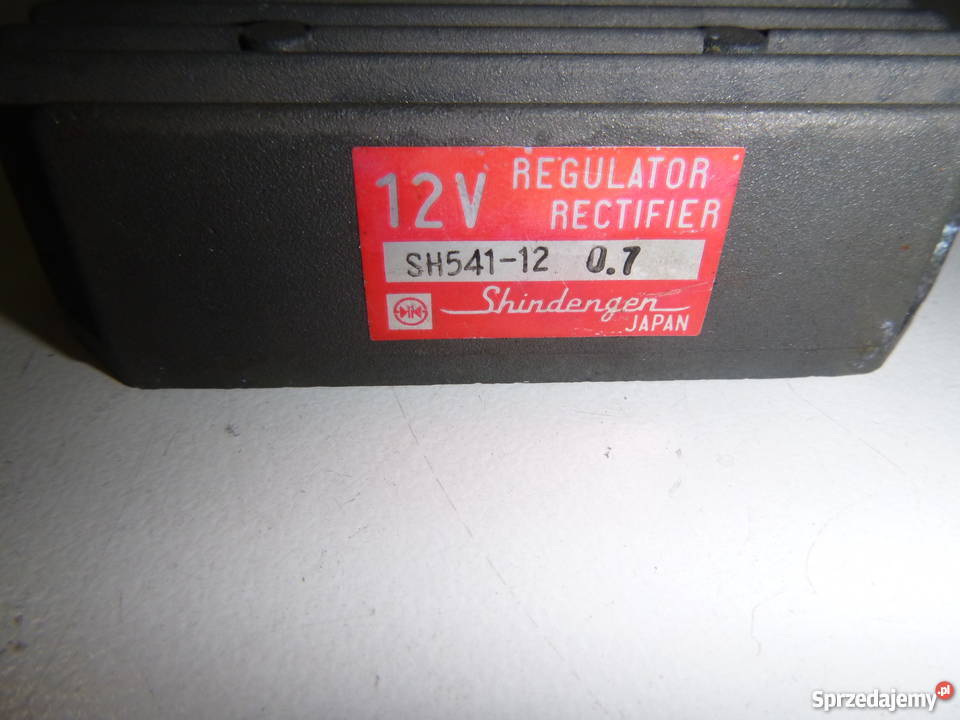 12V REGULATOR
RECTIFIER
SH541-12 0.7
Shindengen
JAPAN
Sprzedajemy.pl